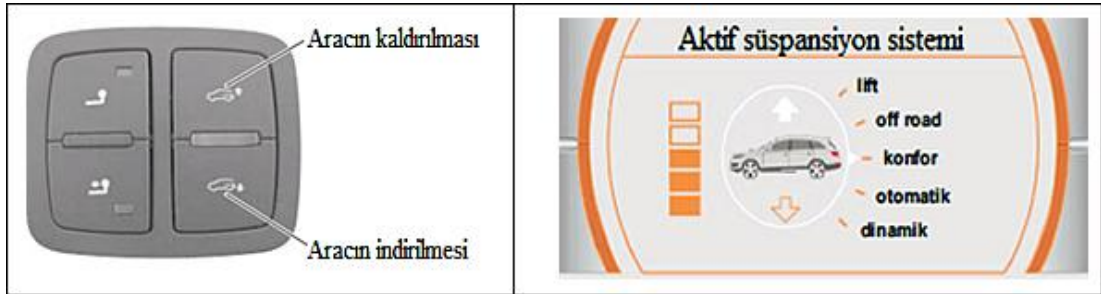 Aracın kaldırılması
Aracın indirilmesi
Aktif süspansiyon sistemi
lift
off road
konfor
otomatik
dinamik